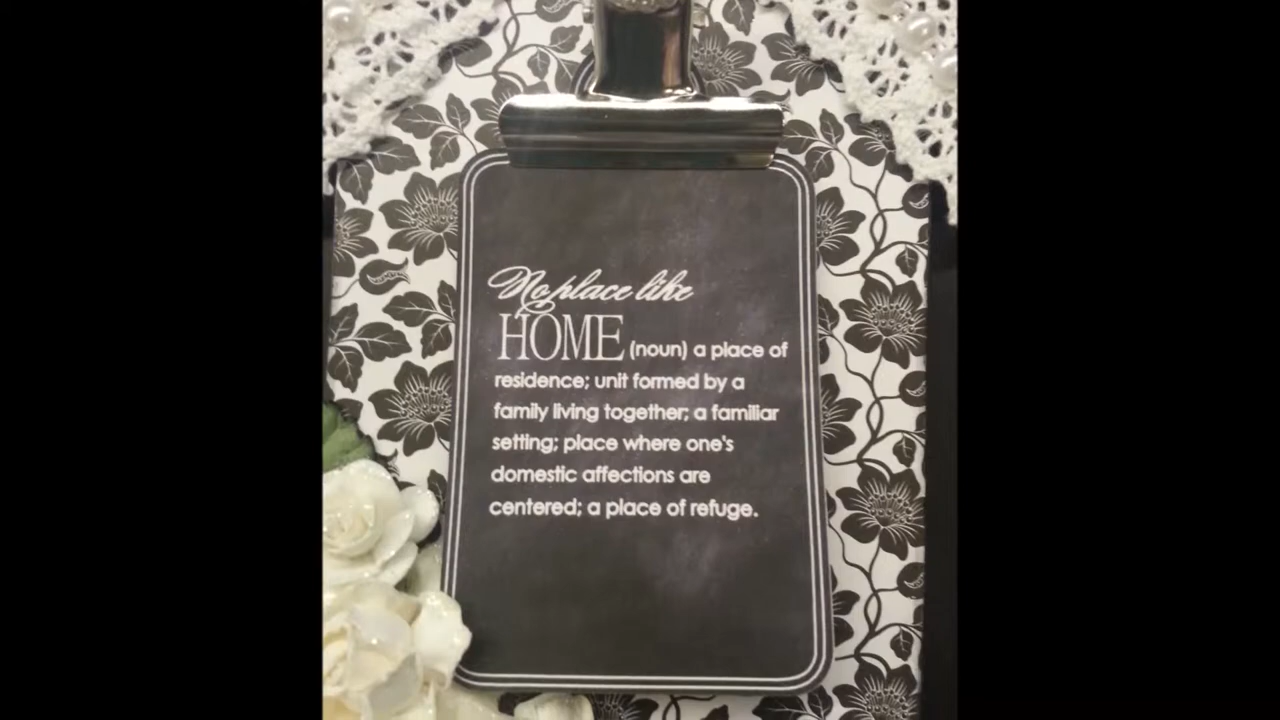 No place like
HOME (noun) a place of
residence; unit formed by a
family living together; a familiar
setting; place where one's
domestic affections are
centered; a place of refuge.